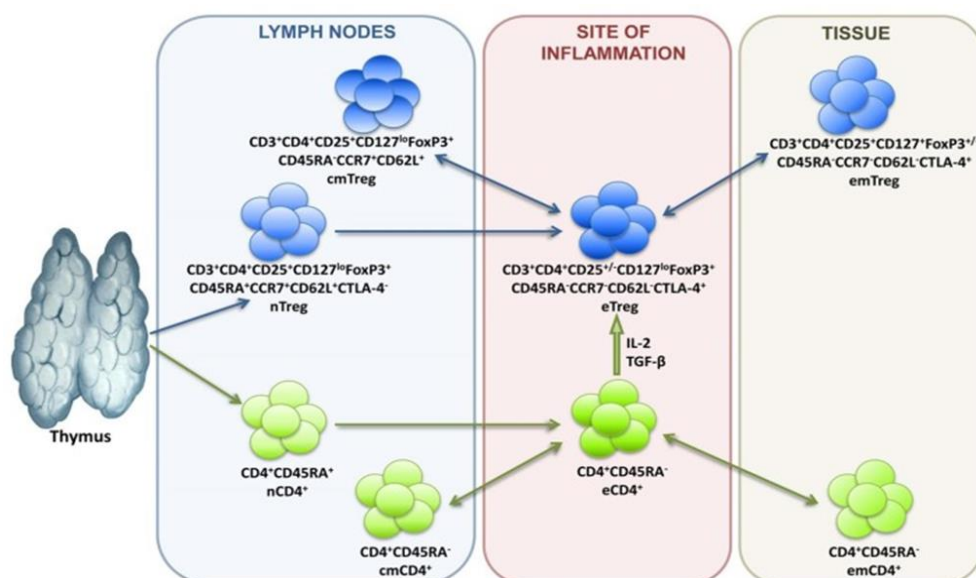 LYMPH NODES
CD3⁺CD4⁺CD25⁺CD127ˡᵒFoxP3⁺
CD45RA⁻CCR7⁺CD62L⁺
cmTreg
CD3⁺CD4⁺CD25⁺CD127ˡᵒFoxP3⁺
CD45RA⁺CCR7⁺CD62L⁺CTLA-4⁻
nTreg
Thymus
CD4⁺CD45RA⁺
nCD4⁺
CD4⁺CD45RA⁻
cmCD4⁺
SITE OF
INFLAMMATION
CD3⁺CD4⁺CD25⁺/⁻CD127ˡᵒFoxP3⁺
CD45RA⁻CCR7⁻CD62L⁻CTLA-4⁺
eTreg
IL-2
TGF-β
CD4⁺CD45RA⁻
eCD4⁺
TISSUE
CD3⁺CD4⁺CD25⁺CD127⁺FoxP3⁺/
CD45RA⁻CCR7⁻CD62L⁻CTLA-4⁺
emTreg
CD4⁺CD45RA⁻
emCD4⁺